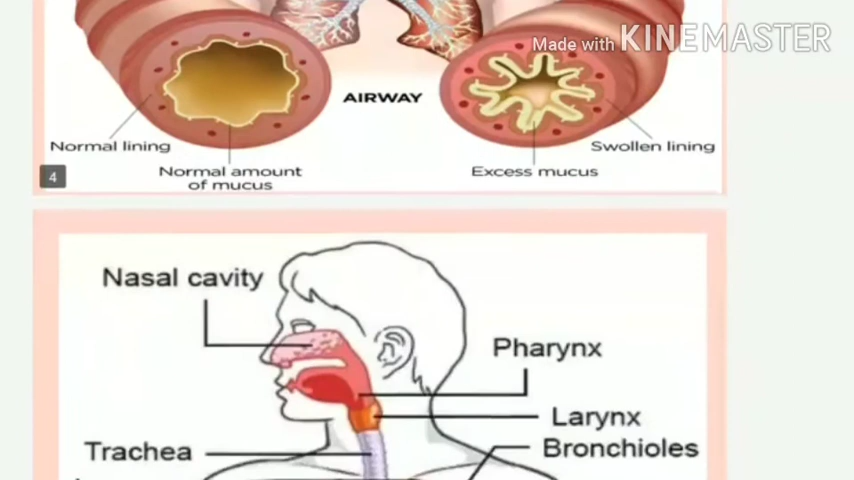 Made with KINEMASTER
AIRWAY
Normal lining
Swollen lining
Normal amount
of mucus
Excess mucus
4
Nasal cavity
Pharynx
Larynx
Trachea
Bronchioles